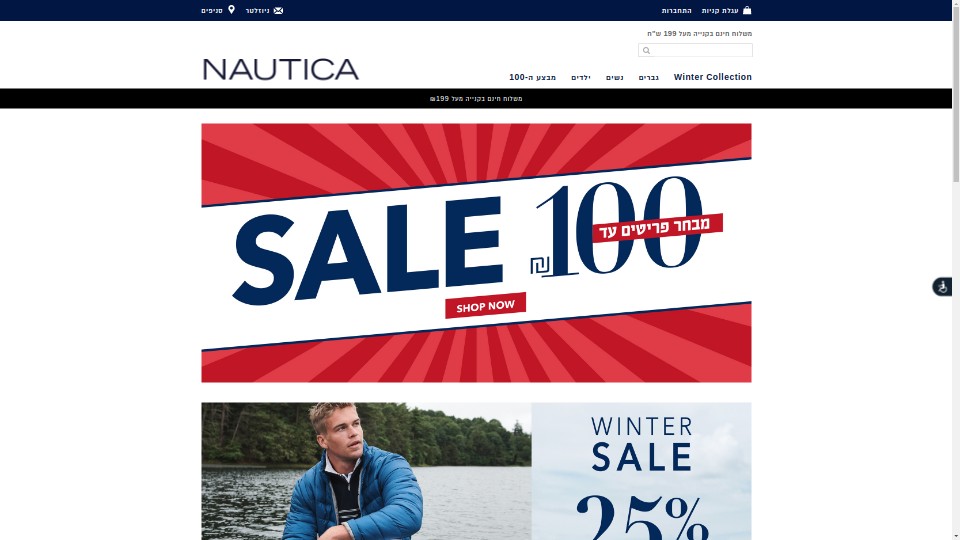 עגלת קניות
התחברות
ניוזלטר
סניפים
משלוח חינם בקנייה מעל 199 ש"ח
NAUTICA
Winter Collection
גברים
נשים
ילדים
מבצע ה-100
משלוח חינם בקנייה מעל 199₪
SALE
מבחר פריטים עד
100₪
SHOP NOW
WINTER
SALE
25%